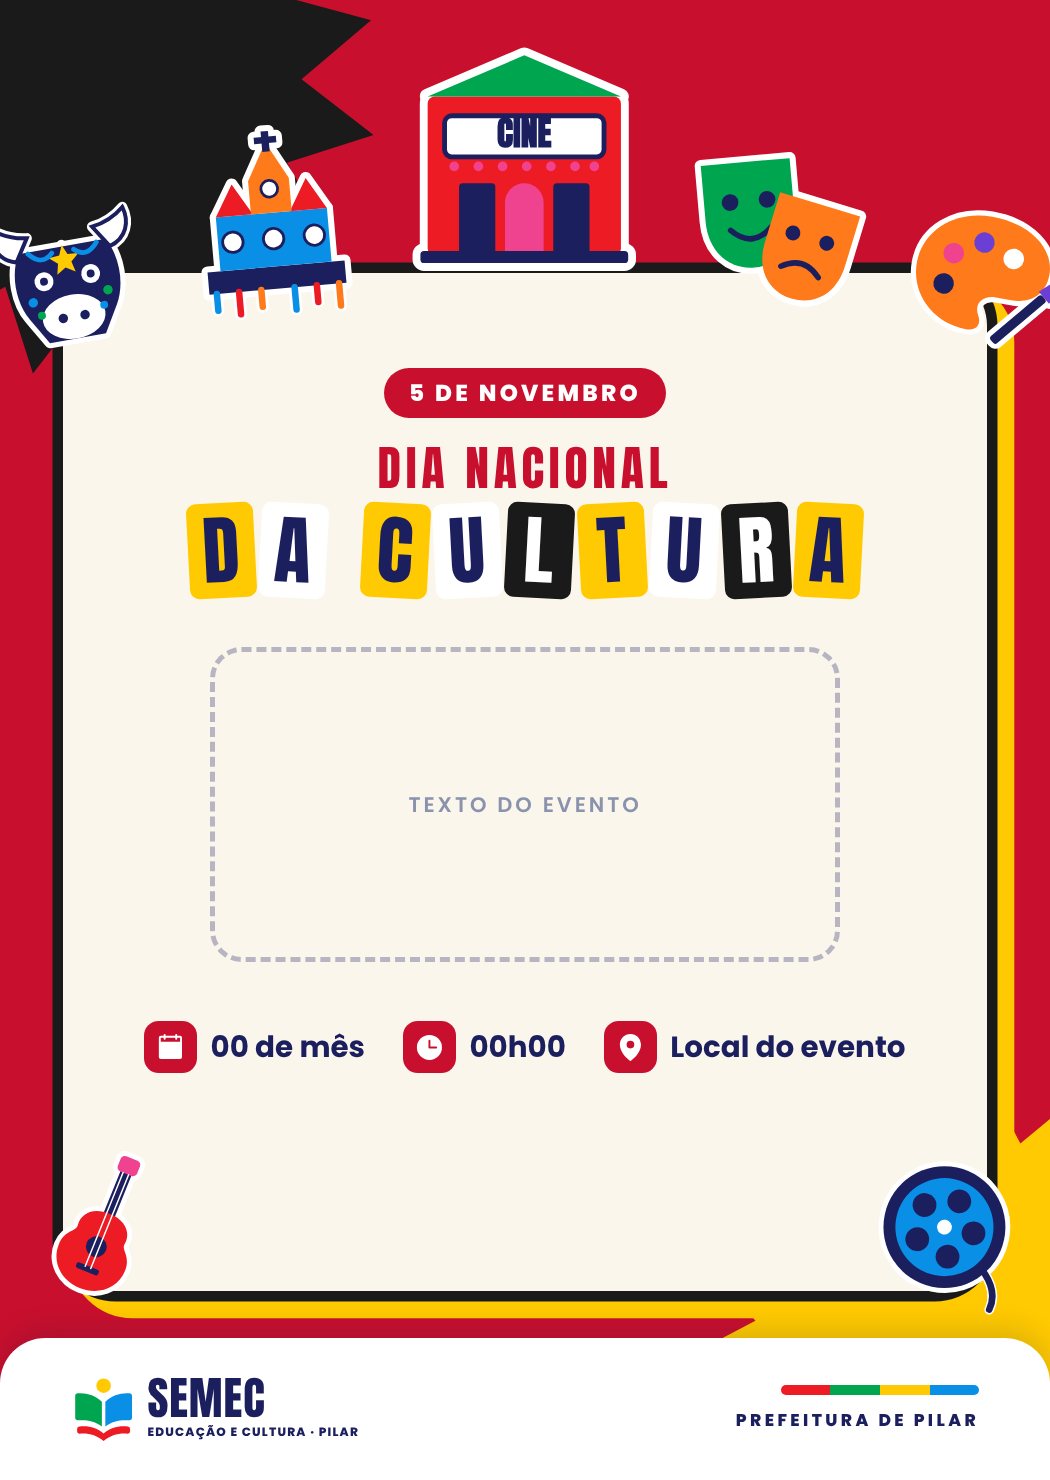 CINE
5 DE NOVEMBRO
DIA NACIONAL
DA CULTURA
TEXTO DO EVENTO
00 de mês
00h00
Local do evento
SEMEC
EDUCAÇÃO E CULTURA · PILAR
PREFEITURA DE PILAR